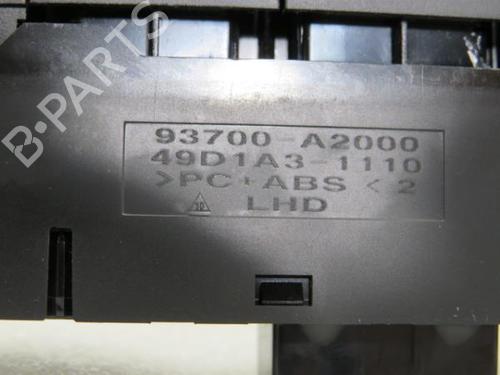 B-PARTS
93700-A2000
49D1A3-1110
>PC+ABS<2
LHD